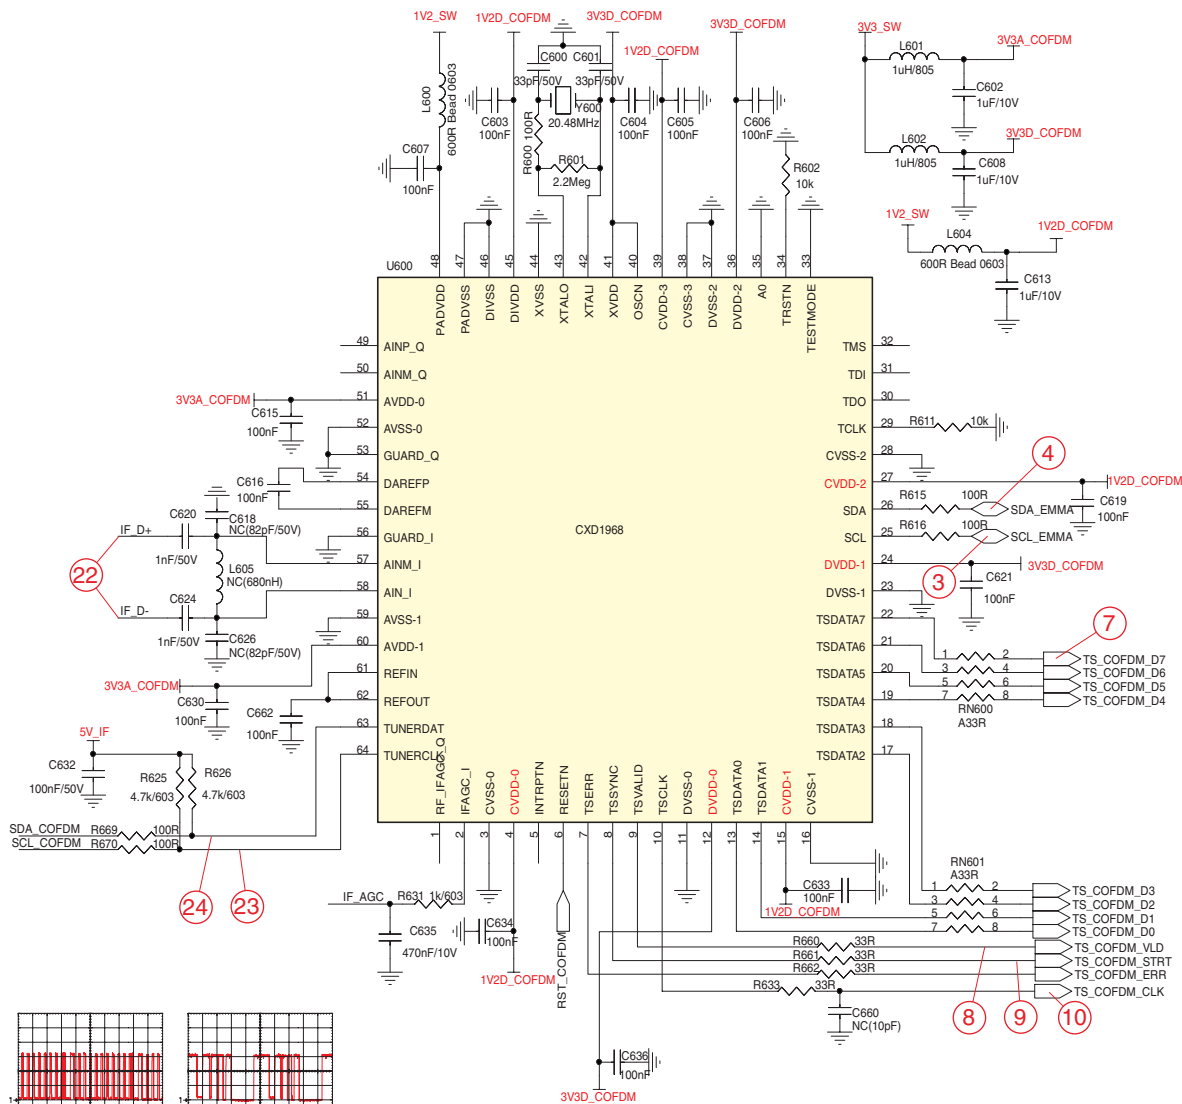 1V2_SW
1V2D_COFDM
3V3D_COFDM
1V2D_COFDM
3V3D_COFDM
3V3_SW
L601
1uH/805
3V3A_COFDM
C602
1uF/10V
L602
1uH/805
3V3D_COFDM
C608
1uF/10V
1V2_SW
L604
600R Bead 0603
1V2D_COFDM
C613
1uF/10V
L600
600R Bead 0603
C607
100nF
C600
33pF/50V
C601
33pF/50V
C603
100nF
Y600
20.48MHz
R600 100R
R601
2.2Meg
C604
100nF
C605
100nF
C606
100nF
R602
10k
U600
48
47
46
45
44
43
42
41
40
39
38
37
36
35
34
33
PADVDD
PADVSS
DIVSS
DIVDD
XVSS
XTALO
XTALI
XVDD
OSCN
CVDD-3
CVSS-3
DVSS-2
DVDD-2
A0
TRSTN
TESTMODE
CXD1968
49 AINP_Q
50 AINM_Q
51 AVDD-0
52 AVSS-0
53 GUARD_Q
54 DAREFP
55 DAREFM
56 GUARD_I
57 AINM_I
58 AIN_I
59 AVSS-1
60 AVDD-1
61 REFIN
62 REFOUT
63 TUNERDAT
64 TUNERCLK
TMS 32
TDI 31
TDO 30
TCLK 29
CVSS-2 28
CVDD-2 27
SDA 26
SCL 25
DVDD-1 24
DVSS-1 23
TSDATA7 22
TSDATA6 21
TSDATA5 20
TSDATA4 19
TSDATA3 18
TSDATA2 17
RF_IFAGC_Q
IFAGC_I
CVSS-0
CVDD-0
INTRPTN
RESETN
TSERR
TSSYNC
TSVALID
TSCLK
DVSS-0
DVDD-0
TSDATA0
TSDATA1
CVDD-1
CVSS-1
1
2
3
4
5
6
7
8
9
10
11
12
13
14
15
16
3V3A_COFDM
C615
100nF
C616
100nF
IF_D+
C620
1nF/50V
C618
NC(82pF/50V)
L605
NC(680nH)
22
IF_D-
C624
1nF/50V
C626
NC(82pF/50V)
3V3A_COFDM
C630
100nF
C662
100nF
5V_IF
C632
100nF/50V
R625
4.7k/603
R626
4.7k/603
SDA_COFDM
R669
100R
SCL_COFDM
R670
100R
24
23
R611
10k
4
R615
100R
SDA_EMMA
1V2D_COFDM
C619
100nF
R616
100R
SCL_EMMA
3
3V3D_COFDM
C621
100nF
7
1 2 TS_COFDM_D7
3 4 TS_COFDM_D6
5 6 TS_COFDM_D5
7 8 TS_COFDM_D4
RN600
A33R
RN601
A33R
1 2 TS_COFDM_D3
3 4 TS_COFDM_D2
5 6 TS_COFDM_D1
7 8 TS_COFDM_D0
R660 33R TS_COFDM_VLD
R661 33R TS_COFDM_STRT
R662 33R TS_COFDM_ERR
R633 33R TS_COFDM_CLK
C660
NC(10pF)
8
9
10
IF_AGC
R631 1k/603
C635
470nF/10V
C634
100nF
1V2D_COFDM
RST_COFDM
C633
100nF
1V2D_COFDM
C636
100nF
3V3D_COFDM
1
1